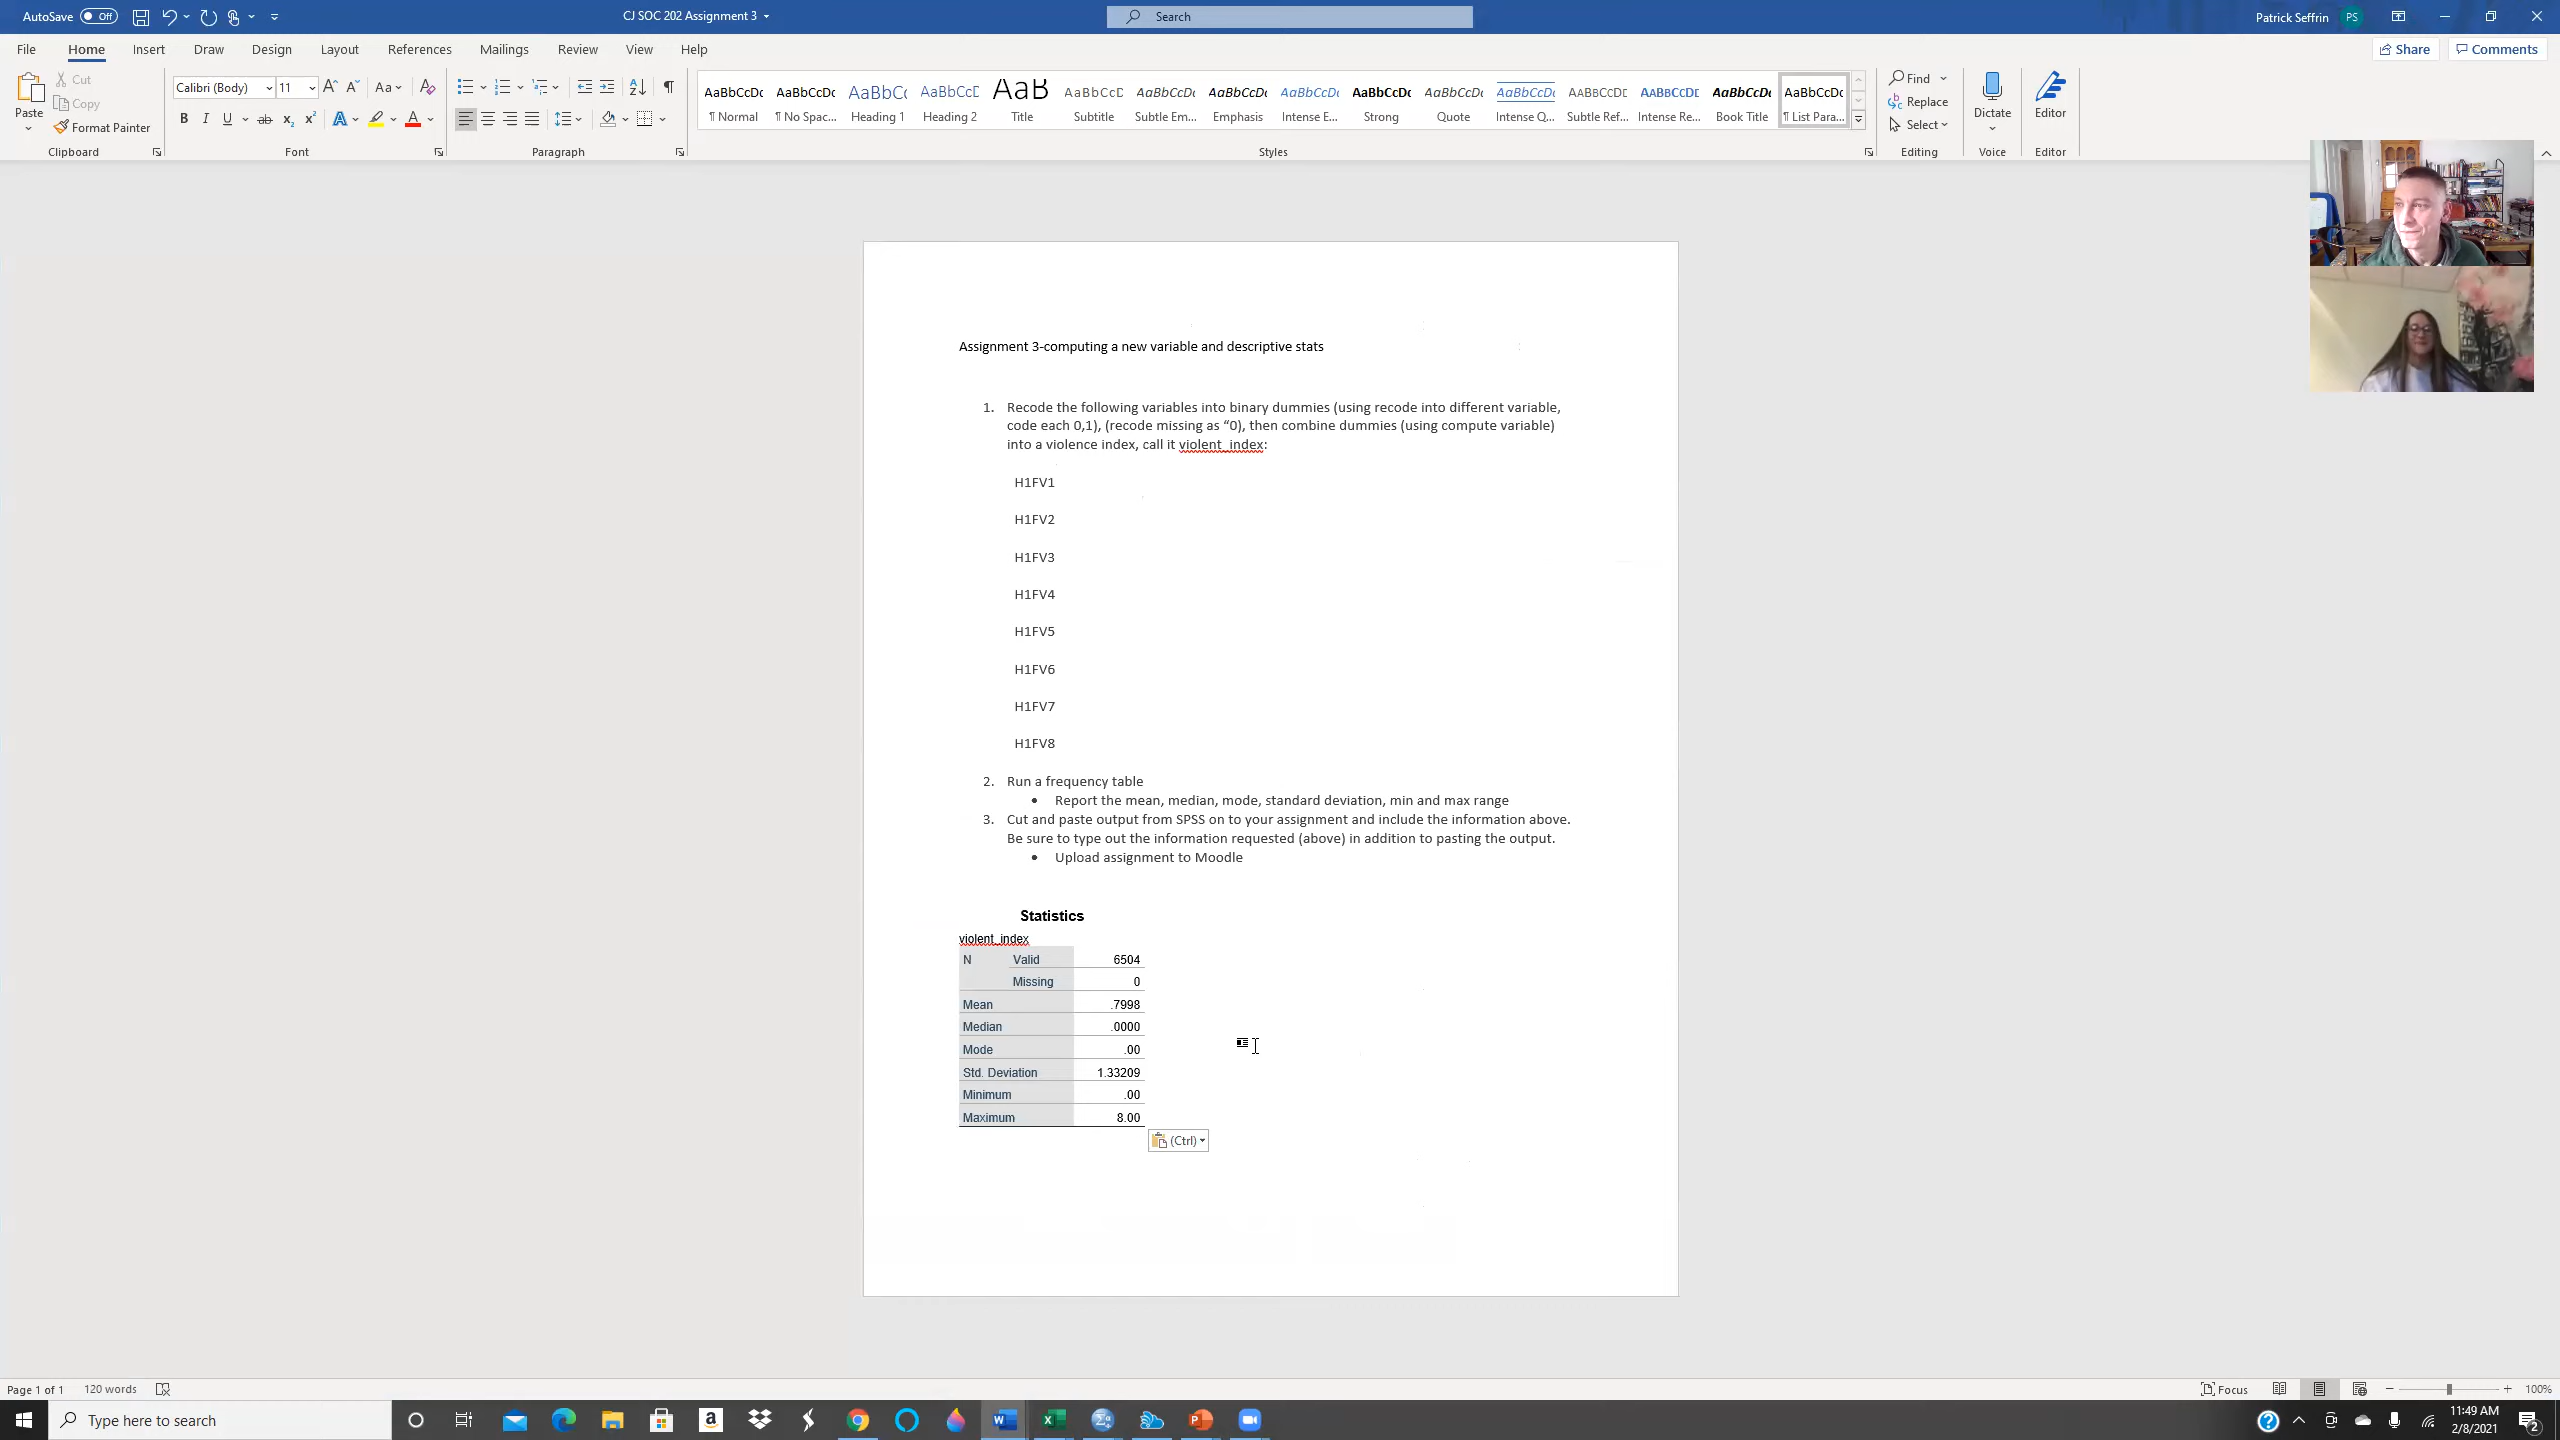 AutoSave Off
CJ SOC 202 Assignment 3
Search
Patrick Seffrin PS
File Home Insert Draw Design Layout References Mailings Review View Help
Share Comments
Paste
Cut
Copy
Format Painter
Clipboard
Calibri (Body) 11
Font
Paragraph
AaBbCcDc AaBbCcDc AaBbCc AaBbCcD AaB AaBbCcD AaBbCcDc AaBbCcDc AaBbCcDc AaBbCcDc AaBbCcDc AaBbCcDc AaBbCcDc AaBbCcDc AaBbCcDc AaBbCcDc
¶ Normal ¶ No Spac... Heading 1 Heading 2 Title Subtitle Subtle Em... Emphasis Intense E... Strong Quote Intense Q... Subtle Ref... Intense Re... Book Title ¶ List Para...
Styles
Find
Replace
Select
Editing
Dictate
Voice
Editor
Editor
Assignment 3-computing a new variable and descriptive stats
1. Recode the following variables into binary dummies (using recode into different variable,
code each 0,1), (recode missing as “0), then combine dummies (using compute variable)
into a violence index, call it violent_index:
H1FV1
H1FV2
H1FV3
H1FV4
H1FV5
H1FV6
H1FV7
H1FV8
2. Run a frequency table
• Report the mean, median, mode, standard deviation, min and max range
3. Cut and paste output from SPSS on to your assignment and include the information above.
Be sure to type out the information requested (above) in addition to pasting the output.
• Upload assignment to Moodle
Statistics
violent_index
N Valid 6504
Missing 0
Mean .7998
Median .0000
Mode .00
Std. Deviation 1.33209
Minimum .00
Maximum 8.00
(Ctrl)
Page 1 of 1 120 words
Focus
100%
Type here to search
11:49 AM
2/8/2021
2